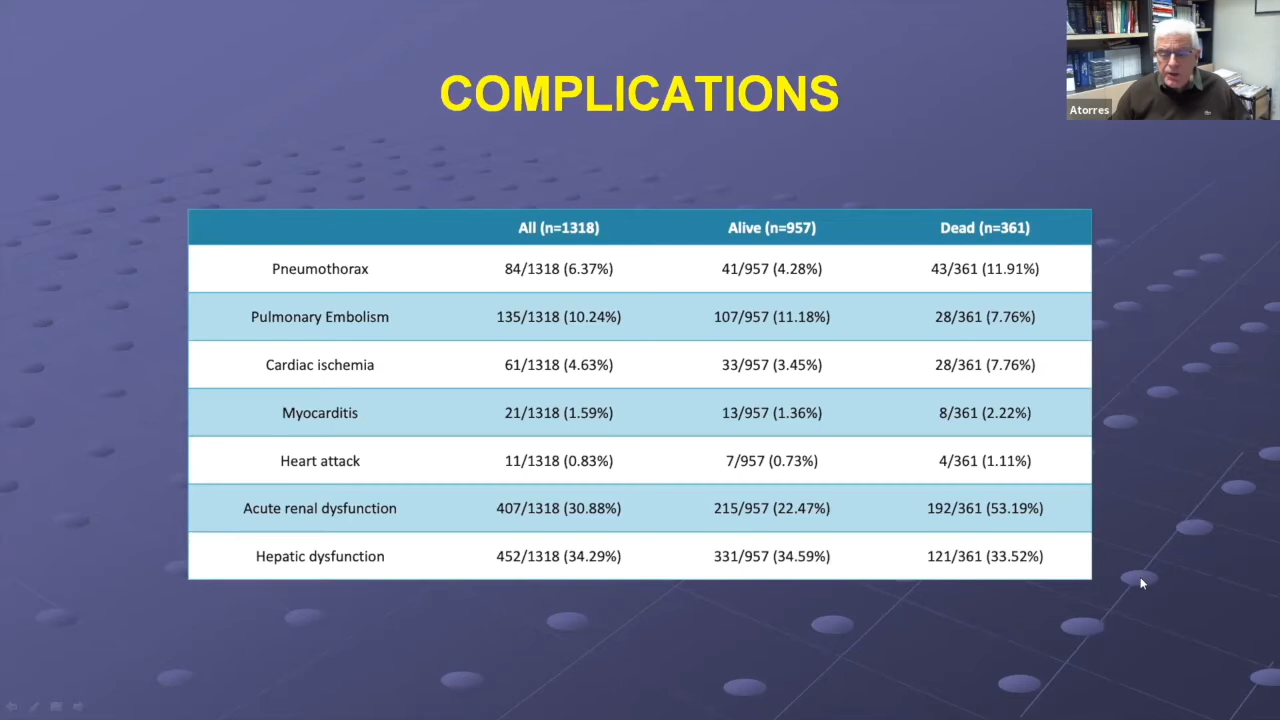 Atorres
COMPLICATIONS
All (n=1318) Alive (n=957) Dead (n=361)
Pneumothorax 84/1318 (6.37%) 41/957 (4.28%) 43/361 (11.91%)
Pulmonary Embolism 135/1318 (10.24%) 107/957 (11.18%) 28/361 (7.76%)
Cardiac ischemia 61/1318 (4.63%) 33/957 (3.45%) 28/361 (7.76%)
Myocarditis 21/1318 (1.59%) 13/957 (1.36%) 8/361 (2.22%)
Heart attack 11/1318 (0.83%) 7/957 (0.73%) 4/361 (1.11%)
Acute renal dysfunction 407/1318 (30.88%) 215/957 (22.47%) 192/361 (53.19%)
Hepatic dysfunction 452/1318 (34.29%) 331/957 (34.59%) 121/361 (33.52%)